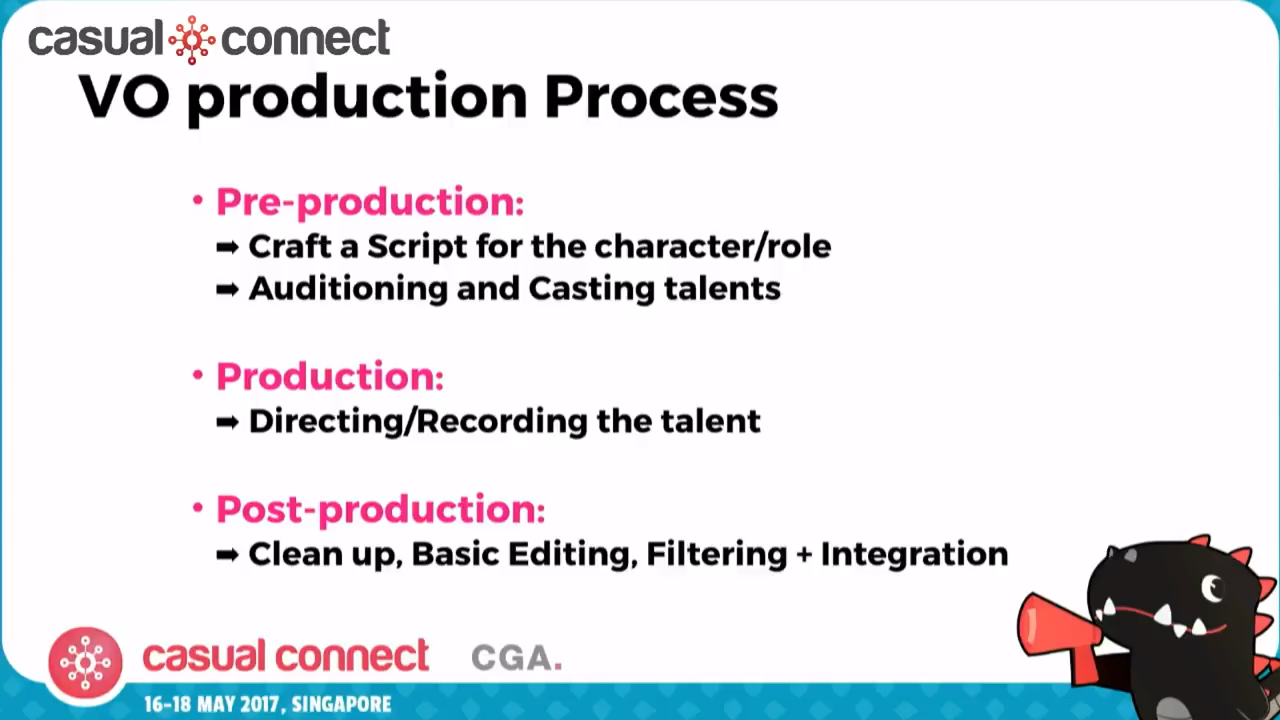 casual connect
VO production Process
• Pre-production:
➡ Craft a Script for the character/role
➡ Auditioning and Casting talents
• Production:
➡ Directing/Recording the talent
• Post-production:
➡ Clean up, Basic Editing, Filtering + Integration
casual connect CGA.
16-18 MAY 2017, SINGAPORE